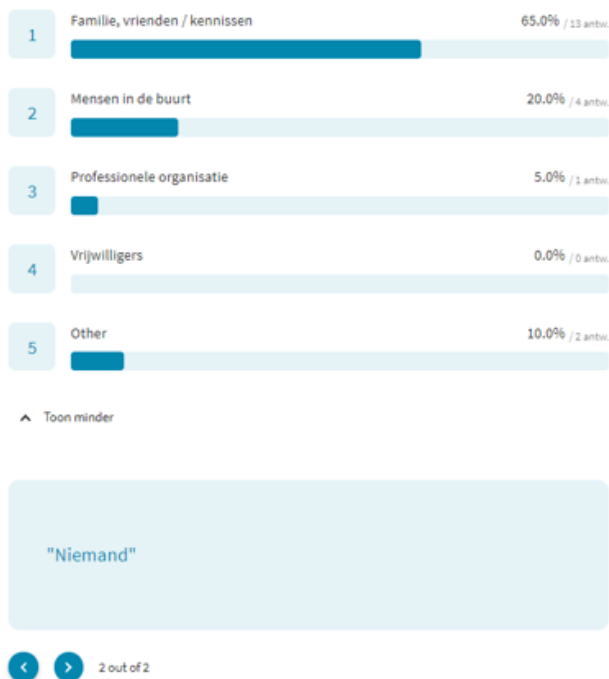 1
Familie, vrienden / kennissen 65.0% / 13 antw.
2
Mensen in de buurt 20.0% / 4 antw.
3
Professionele organisatie 5.0% / 1 antw.
4
Vrijwilligers 0.0% / 0 antw.
5
Other 10.0% / 2 antw.
Toon minder
"Niemand"
2 out of 2